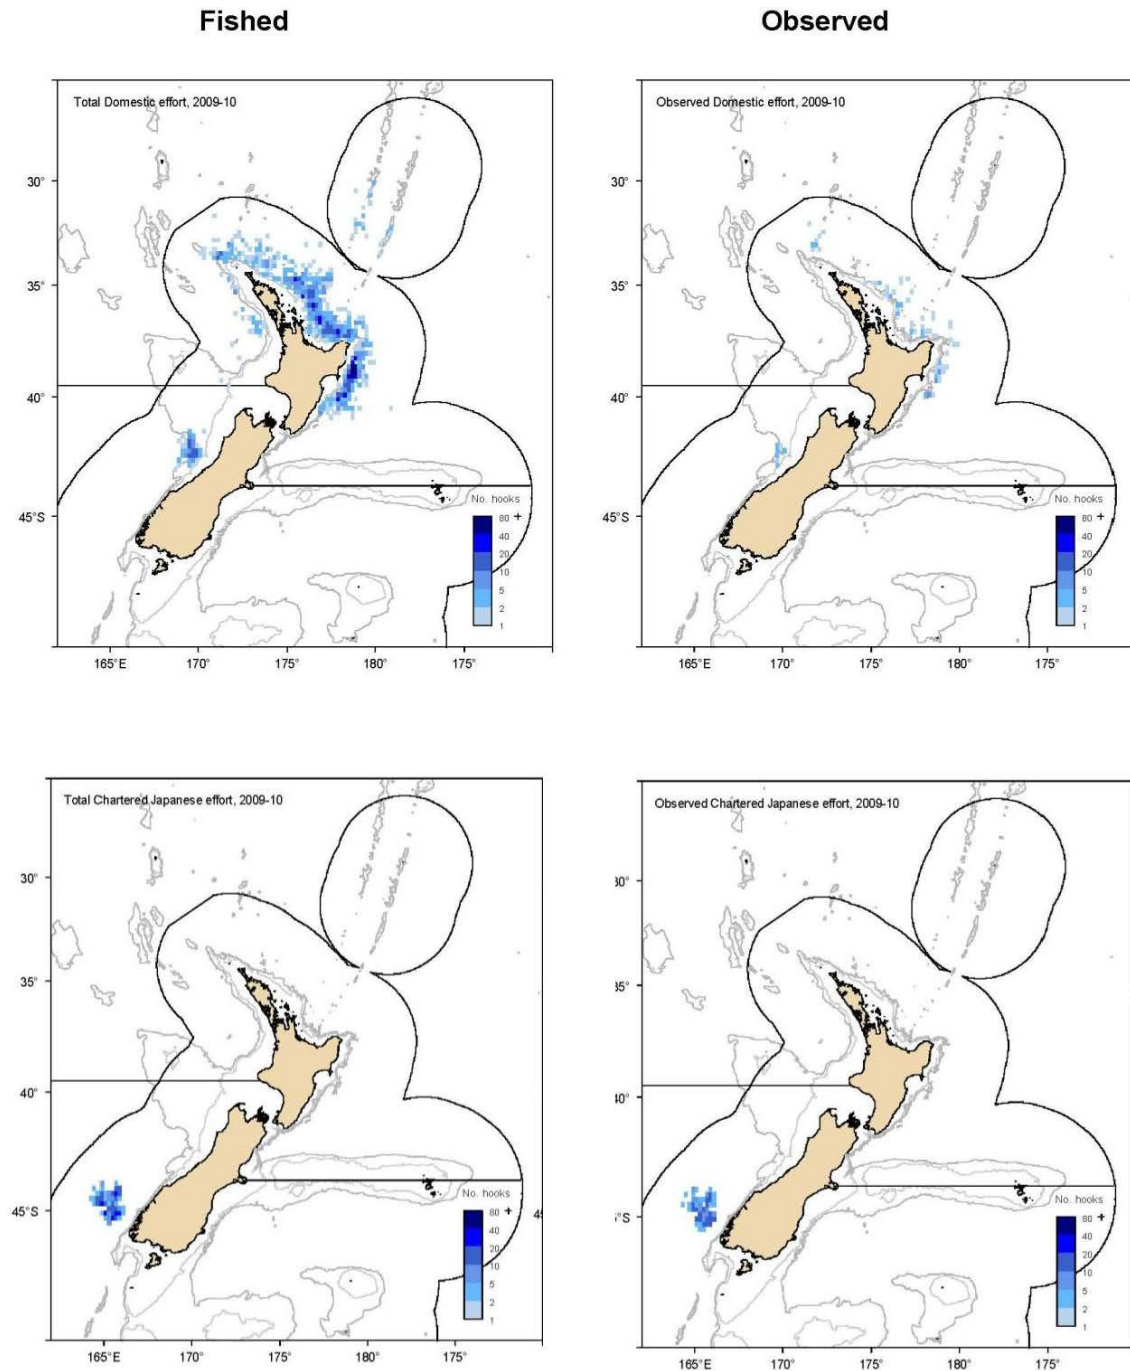 Fished
Observed
Total Domestic effort, 2009-10
30°
35°
40°
45°S
No. hooks
80 +
40
20
10
5
2
1
165°E 170° 175° 180° 175°
Observed Domestic effort, 2009-10
30°
35°
40°
45°S
No. hooks
80 +
40
20
10
5
2
1
165°E 170° 175° 180° 175°
Total Chartered Japanese effort, 2009-10
30°
35°
40°
45°S
No. hooks
80 +
40
20
10
5
2
1
165°E 170° 175° 180° 175°
Observed Chartered Japanese effort, 2009-10
No. hooks
80 +
40
20
10
5
2
1
165°E 170° 175° 180° 175°